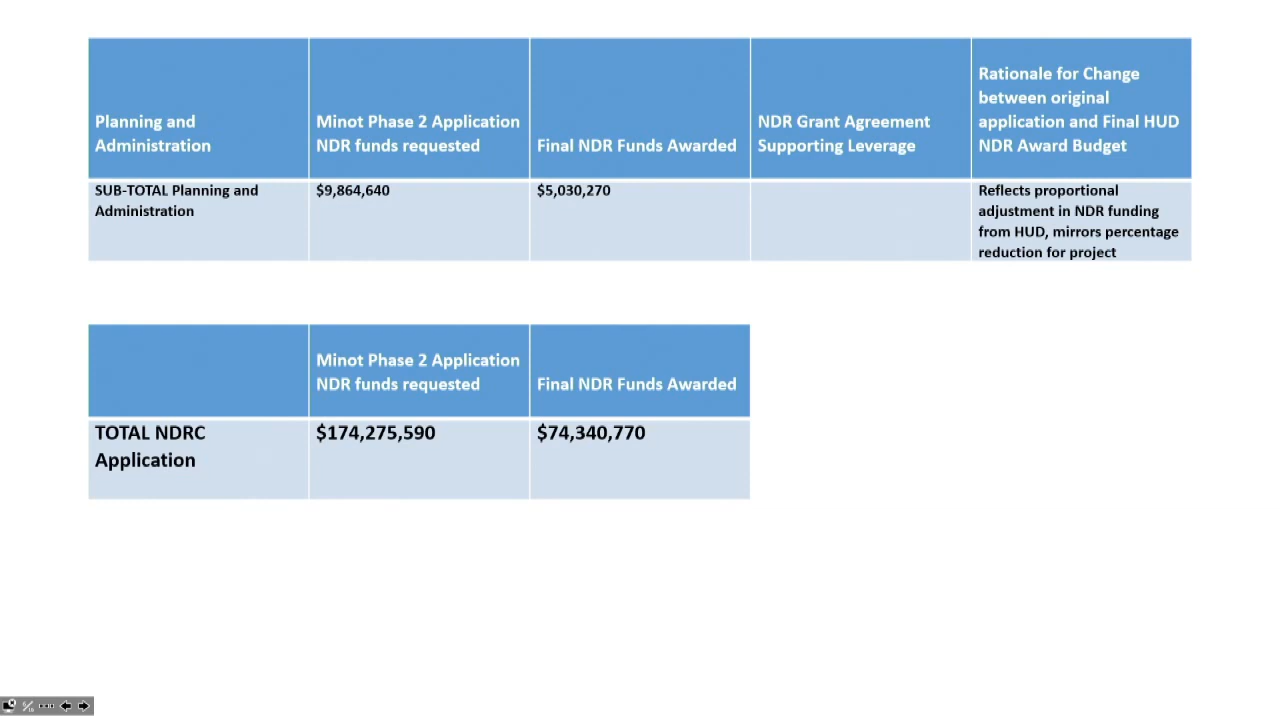 Planning and
Administration
Minot Phase 2 Application
NDR funds requested
Final NDR Funds Awarded
NDR Grant Agreement
Supporting Leverage
Rationale for Change
between original
application and Final HUD
NDR Award Budget
SUB-TOTAL Planning and
Administration
$9,864,640
$5,030,270
Reflects proportional
adjustment in NDR funding
from HUD, mirrors percentage
reduction for project
Minot Phase 2 Application
NDR funds requested
Final NDR Funds Awarded
TOTAL NDRC
Application
$174,275,590
$74,340,770